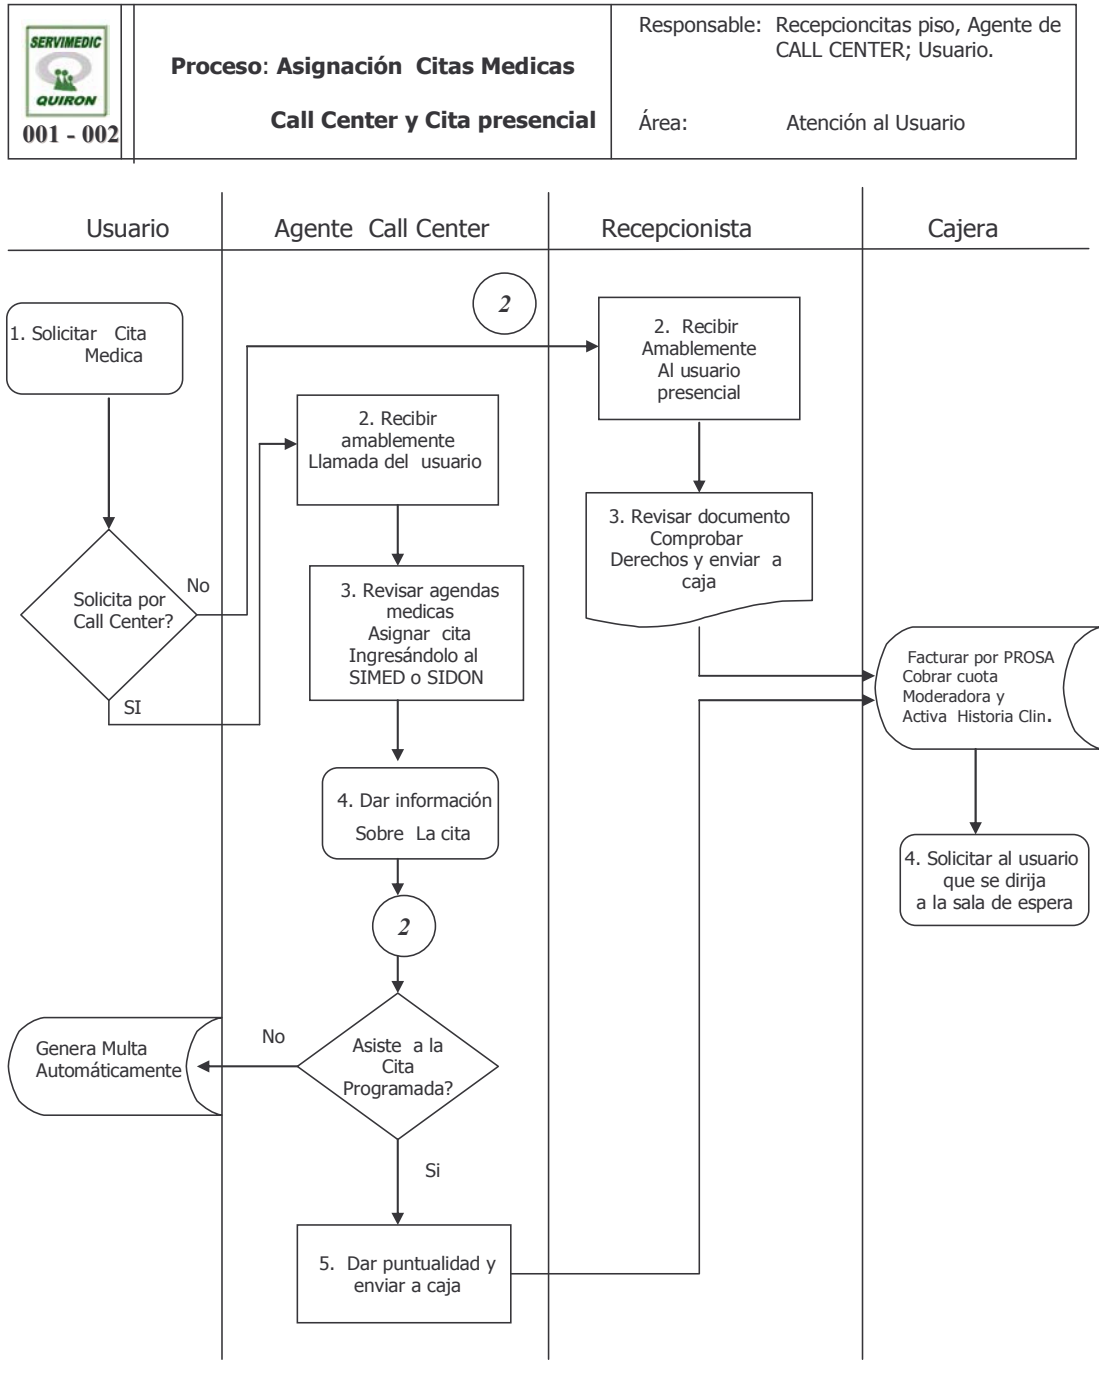 SERVIMEDIC
QUIRON
001 - 002
Proceso: Asignación Citas Medicas
Call Center y Cita presencial
Responsable: Recepcioncitas piso, Agente de
CALL CENTER; Usuario.
Área: Atención al Usuario
Usuario
Agente Call Center
Recepcionista
Cajera
1. Solicitar Cita
Medica
Solicita por
Call Center?
No
SI
2
2. Recibir
amablemente
Llamada del usuario
3. Revisar agendas
medicas
Asignar cita
Ingresándolo al
SIMED o SIDON
4. Dar información
Sobre La cita
2
Asiste a la
Cita
Programada?
No
Genera Multa
Automáticamente
Si
5. Dar puntualidad y
enviar a caja
2. Recibir
Amablemente
Al usuario
presencial
3. Revisar documento
Comprobar
Derechos y enviar a
caja
Facturar por PROSA
Cobrar cuota
Moderadora y
Activa Historia Clin.
4. Solicitar al usuario
que se dirija
a la sala de espera